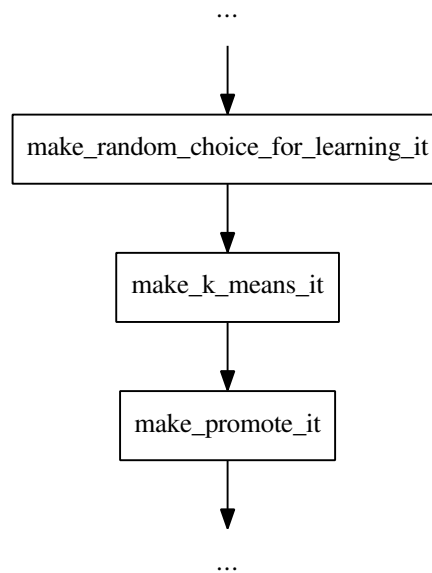 ...
make_random_choice_for_learning_it
make_k_means_it
make_promote_it
...